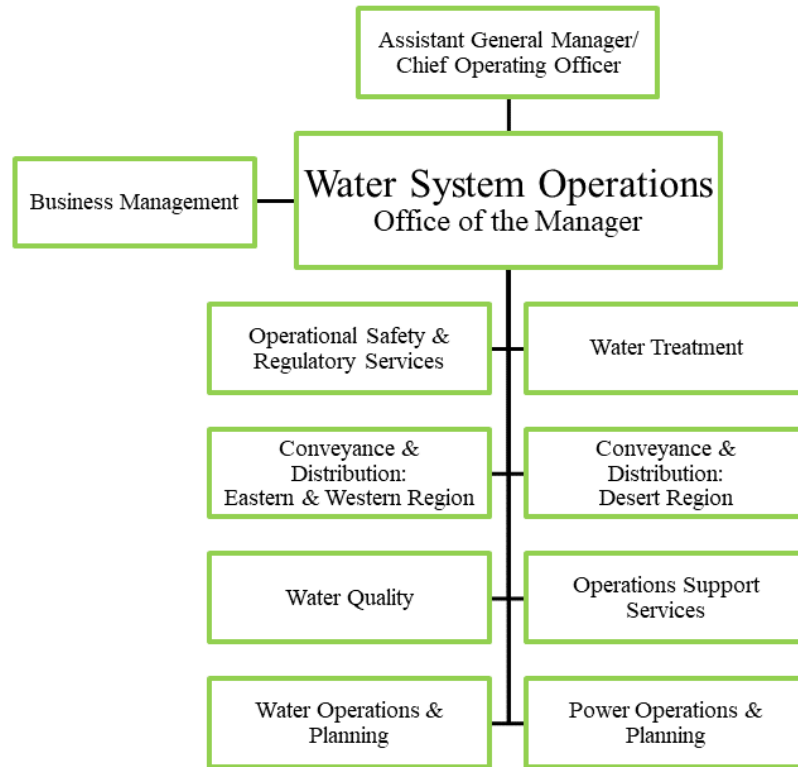 Assistant General Manager/
Chief Operating Officer
Water System Operations
Office of the Manager
Business Management
Operational Safety &
Regulatory Services
Water Treatment
Conveyance &
Distribution:
Eastern & Western Region
Conveyance &
Distribution:
Desert Region
Water Quality
Operations Support
Services
Water Operations &
Planning
Power Operations &
Planning